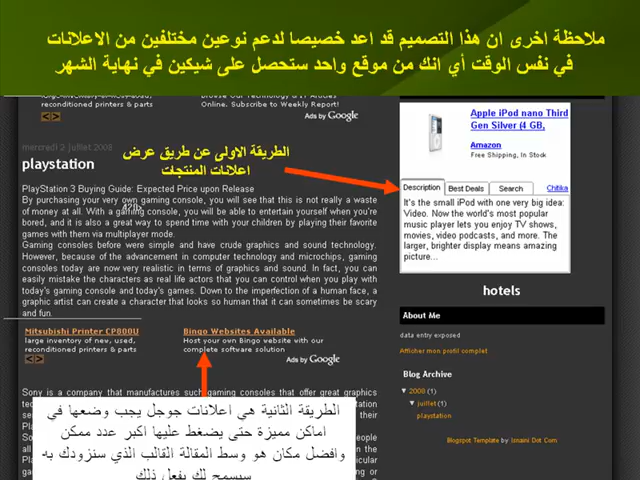 ملاحظة اخرى ان هذا التصميم قد اعد خصيصا لدعم نوعين مختلفين من الاعلانات
في نفس الوقت أي انك من موقع واحد ستحصل على شيكين في نهاية الشهر
reconditioned printers & parts
Online. Subscribe to Weekly Report!
Ads by Google
mercredi 2 juillet 2008
playstation
الطريقة الاولى عن طريق عرض
اعلانات المنتجات
PlayStation 3 Buying Guide: Expected Price upon Release
By purchasing your very own gaming console, you will see that this is not really a waste
of money at all. With a gaming console, you will be able to entertain yourself when you're
bored, and it is also a great way to spend time with your children by playing their favorite
games with them via multiplayer mode.
Gaming consoles before were simple and have crude graphics and sound technology.
However, because of the advancement in computer technology and microchips, gaming
consoles today are now very realistic in terms of graphics and sound. In fact, you can
easily mistake the characters as real life actors that you can control when you play with
today's gaming console and today's games. Down to the imperfection of a human face, a
graphic artist can create a character that looks so human that it can sometimes be scary
and fun.
Mitsubishi Printer CP800U
large inventory of new, used,
reconditioned printers & parts
Bingo Websites Available
Host your own Bingo website with our
complete software solution
Ads by Google
Sony is a company that manufactures such gaming consoles that offer great graphics
الطريقة الثانية هي اعلانات جوجل يجب وضعها في
اماكن مميزة حتى يضغط عليها اكبر عدد ممكن
وافضل مكان هو وسط المقالة القالب الذي سنزودك به
سيسمح لك بفعل ذلك
Apple iPod nano Third
Gen Silver (4 GB,
Amazon
Free Shipping, In Stock
Description
Best Deals
Search
Chitika
It's the small iPod with one very big idea:
Video. Now the world's most popular
music player lets you enjoy TV shows,
movies, video podcasts, and more. The
larger, brighter display means amazing
picture...
hotels
About Me
data entry exposed
Afficher mon profil complet
Blog Archive
▼ 2008 (1)
▼ juillet (1)
playstation
Blogspot Template by Isnaini Dot Com